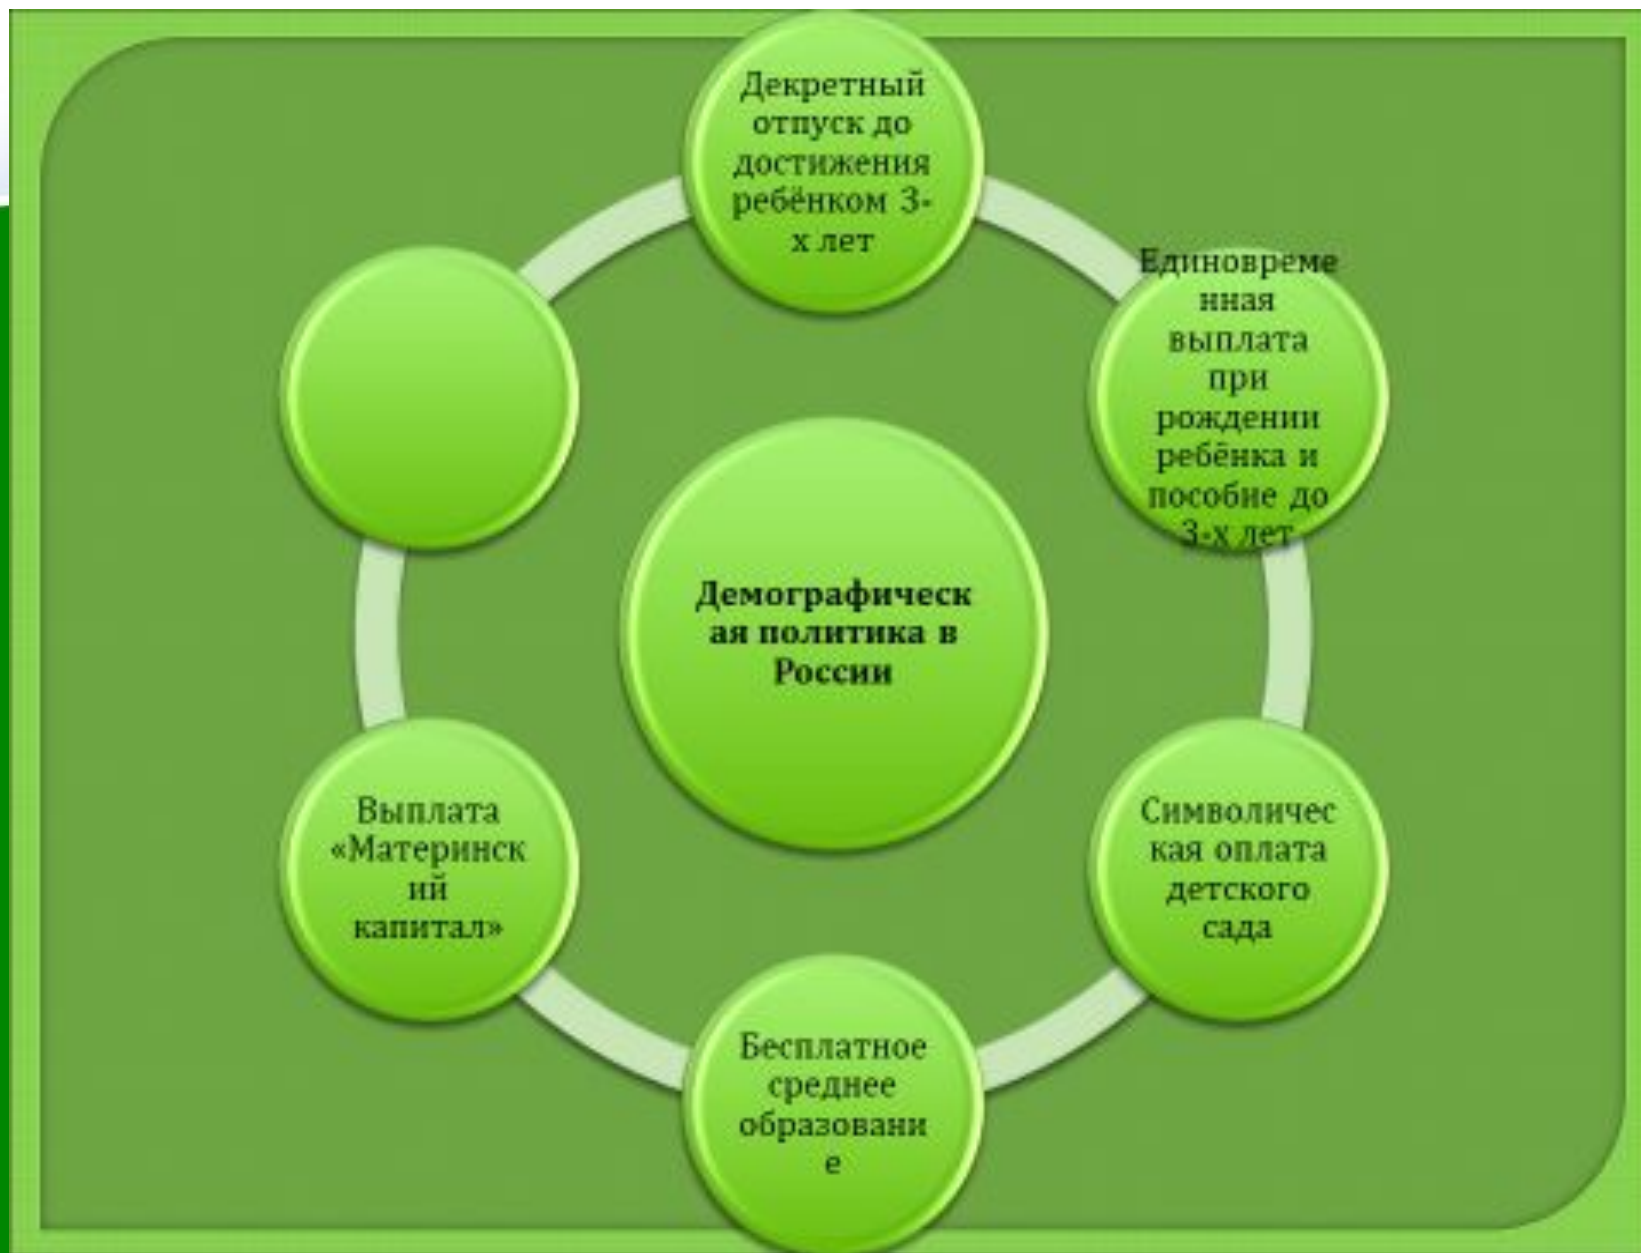 Декретный
отпуск до
достижения
ребёнком 3-
х лет
Единовреме
нная
выплата
при
рождении
ребёнка и
пособие до
3-х лет
Демографическ
ая политика в
России
Символичес
кая оплата
детского
сада
Бесплатное
среднее
образовани
е
Выплата
«Материнск
ий
капитал»